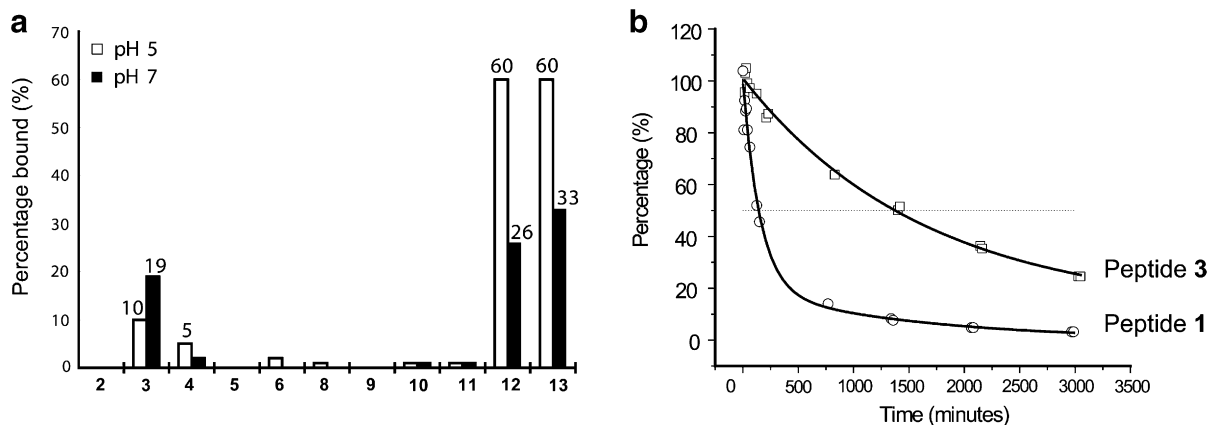 a
Percentage bound (%)
70
60
50
40
30
20
10
0
pH 5
pH 7
10
19
5
60
26
60
33
2 3 4 5 6 8 9 10 11 12 13
b
Percentage (%)
120
100
80
60
40
20
0
Peptide 3
Peptide 1
0 500 1000 1500 2000 2500 3000 3500
Time (minutes)